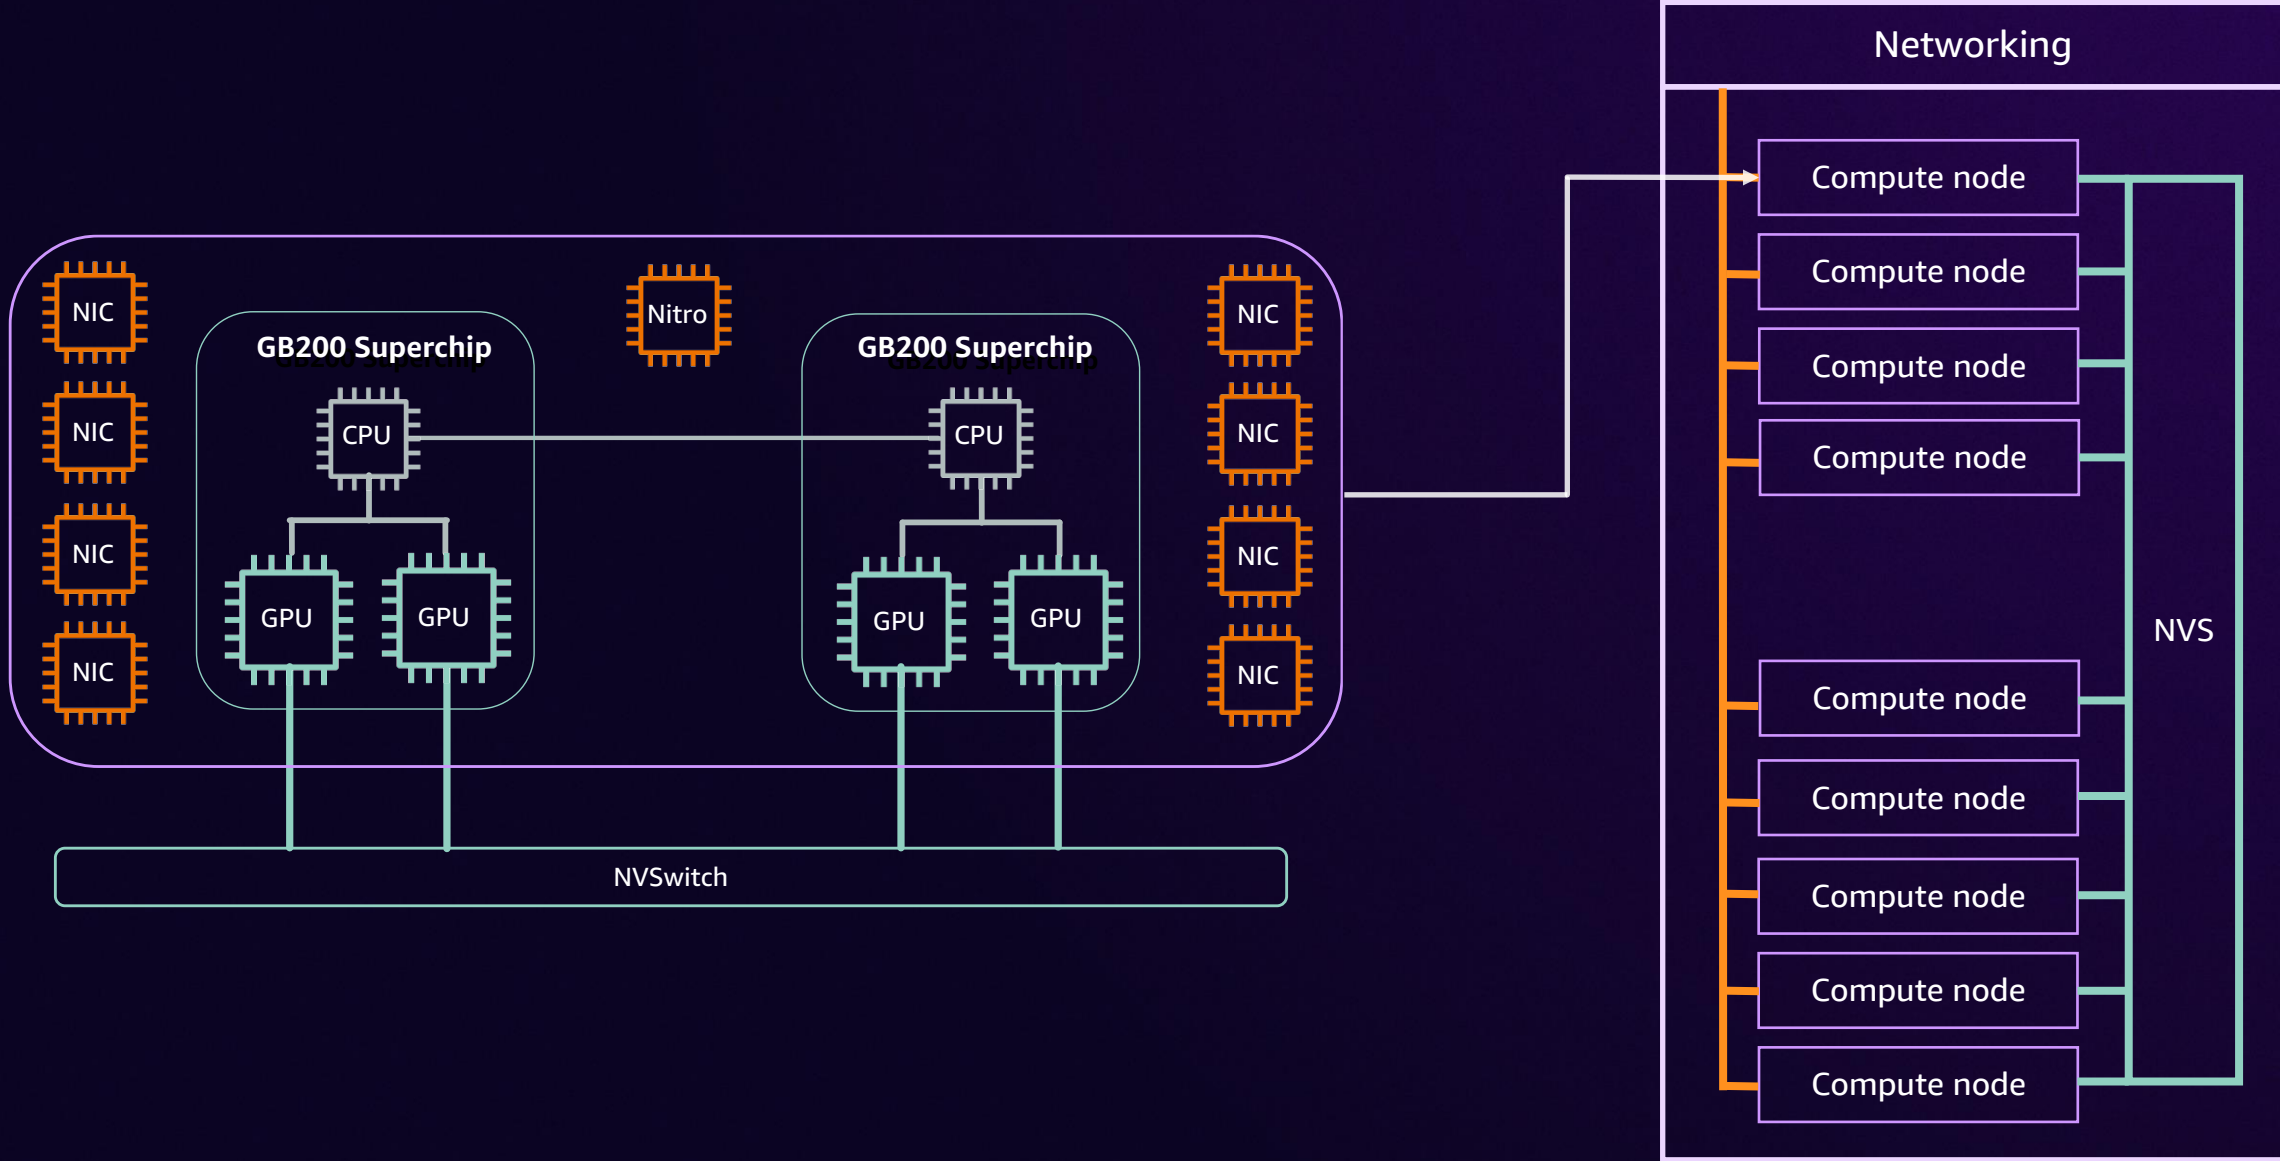 Networking
NIC
Nitro
NIC
GB200 Superchip
GB200 Superchip
NIC
CPU
CPU
NIC
NIC
NIC
GPU
GPU
GPU
GPU
NIC
NIC
NVSwitch
Compute node
Compute node
Compute node
Compute node
NVS
Compute node
Compute node
Compute node
Compute node
Compute node